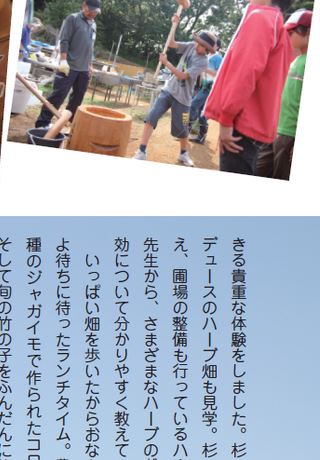 きる貴重な体験をしました。杉
デュースのハーブ畑も見学。杉
え、圃場の整備も行っているハ
先生から、さまざまなハーブの
効について分かりやすく教えて
いっぱい畑を歩いたからおな
よ待ちに待ったランチタイム。
種のジャガイモで作られたコロ
そして旬の竹の子をふんだんに